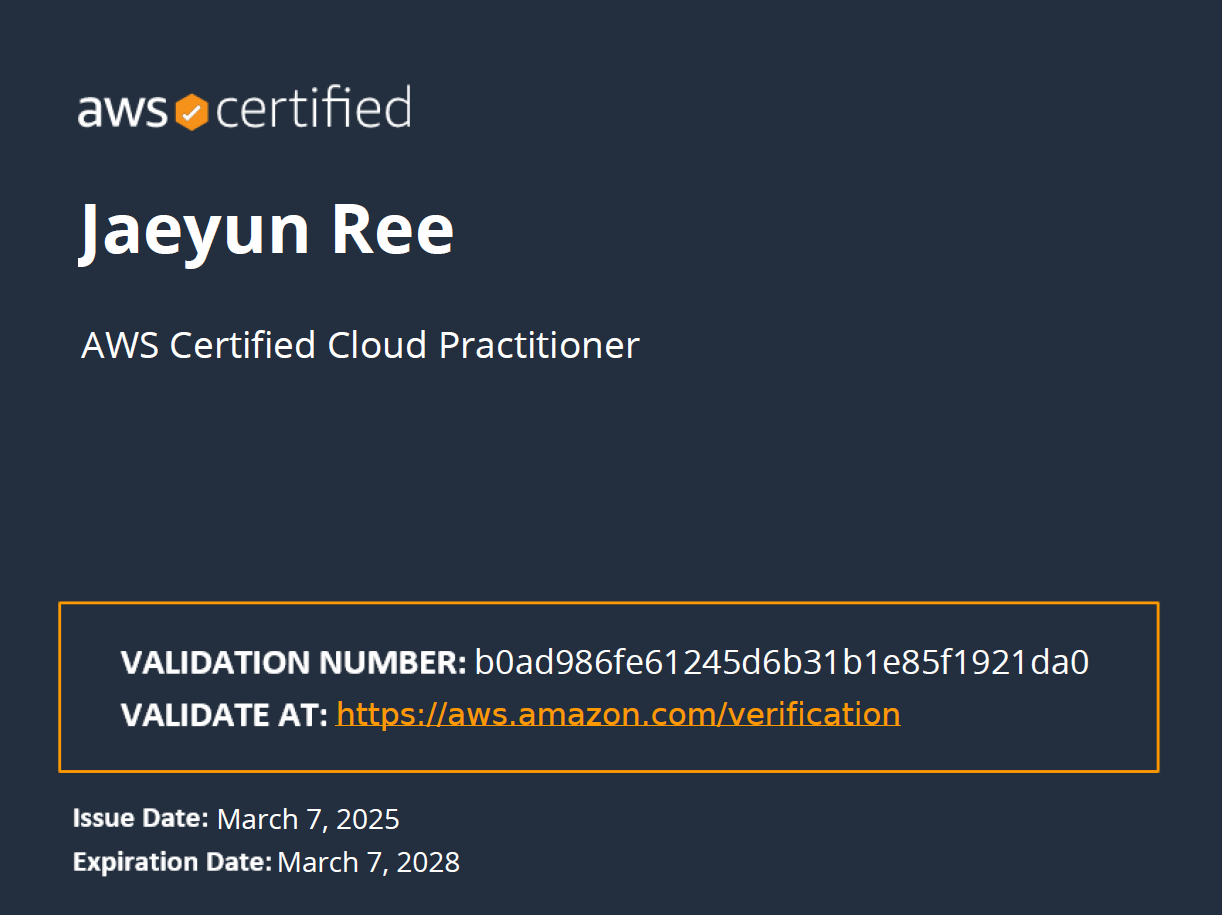 aws certified
Jaeyun Ree
AWS Certified Cloud Practitioner
VALIDATION NUMBER: b0ad986fe61245d6b31b1e85f1921da0
VALIDATE AT: https://aws.amazon.com/verification
Issue Date: March 7, 2025
Expiration Date: March 7, 2028